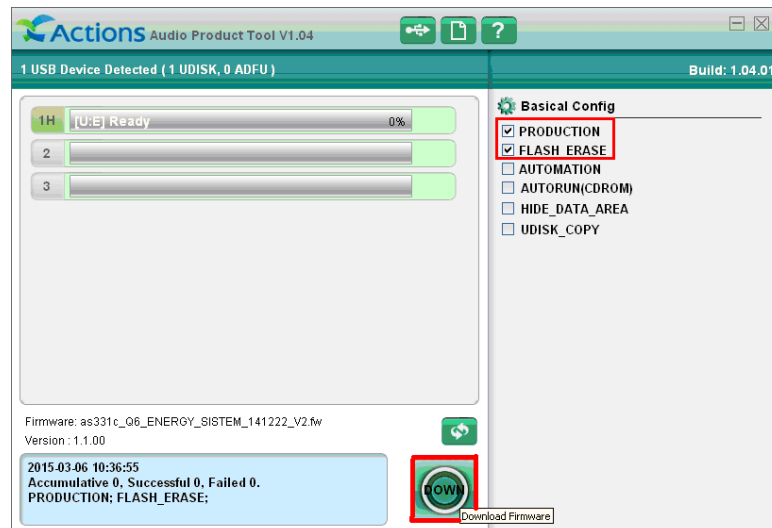 Actions Audio Product Tool V1.04
?
1 USB Device Detected ( 1 UDISK, 0 ADFU )
Build: 1.04.01
1H [U:E] Ready 0%
2
3
Basical Config
PRODUCTION
FLASH_ERASE
AUTOMATION
AUTORUN(CDROM)
HIDE_DATA_AREA
UDISK_COPY
Firmware: as331c_Q6_ENERGY_SISTEM_141222_V2.fw
Version : 1.1.00
2015-03-06 10:36:55
Accumulative 0, Successful 0, Failed 0.
PRODUCTION; FLASH_ERASE;
DOWN
Download Firmware